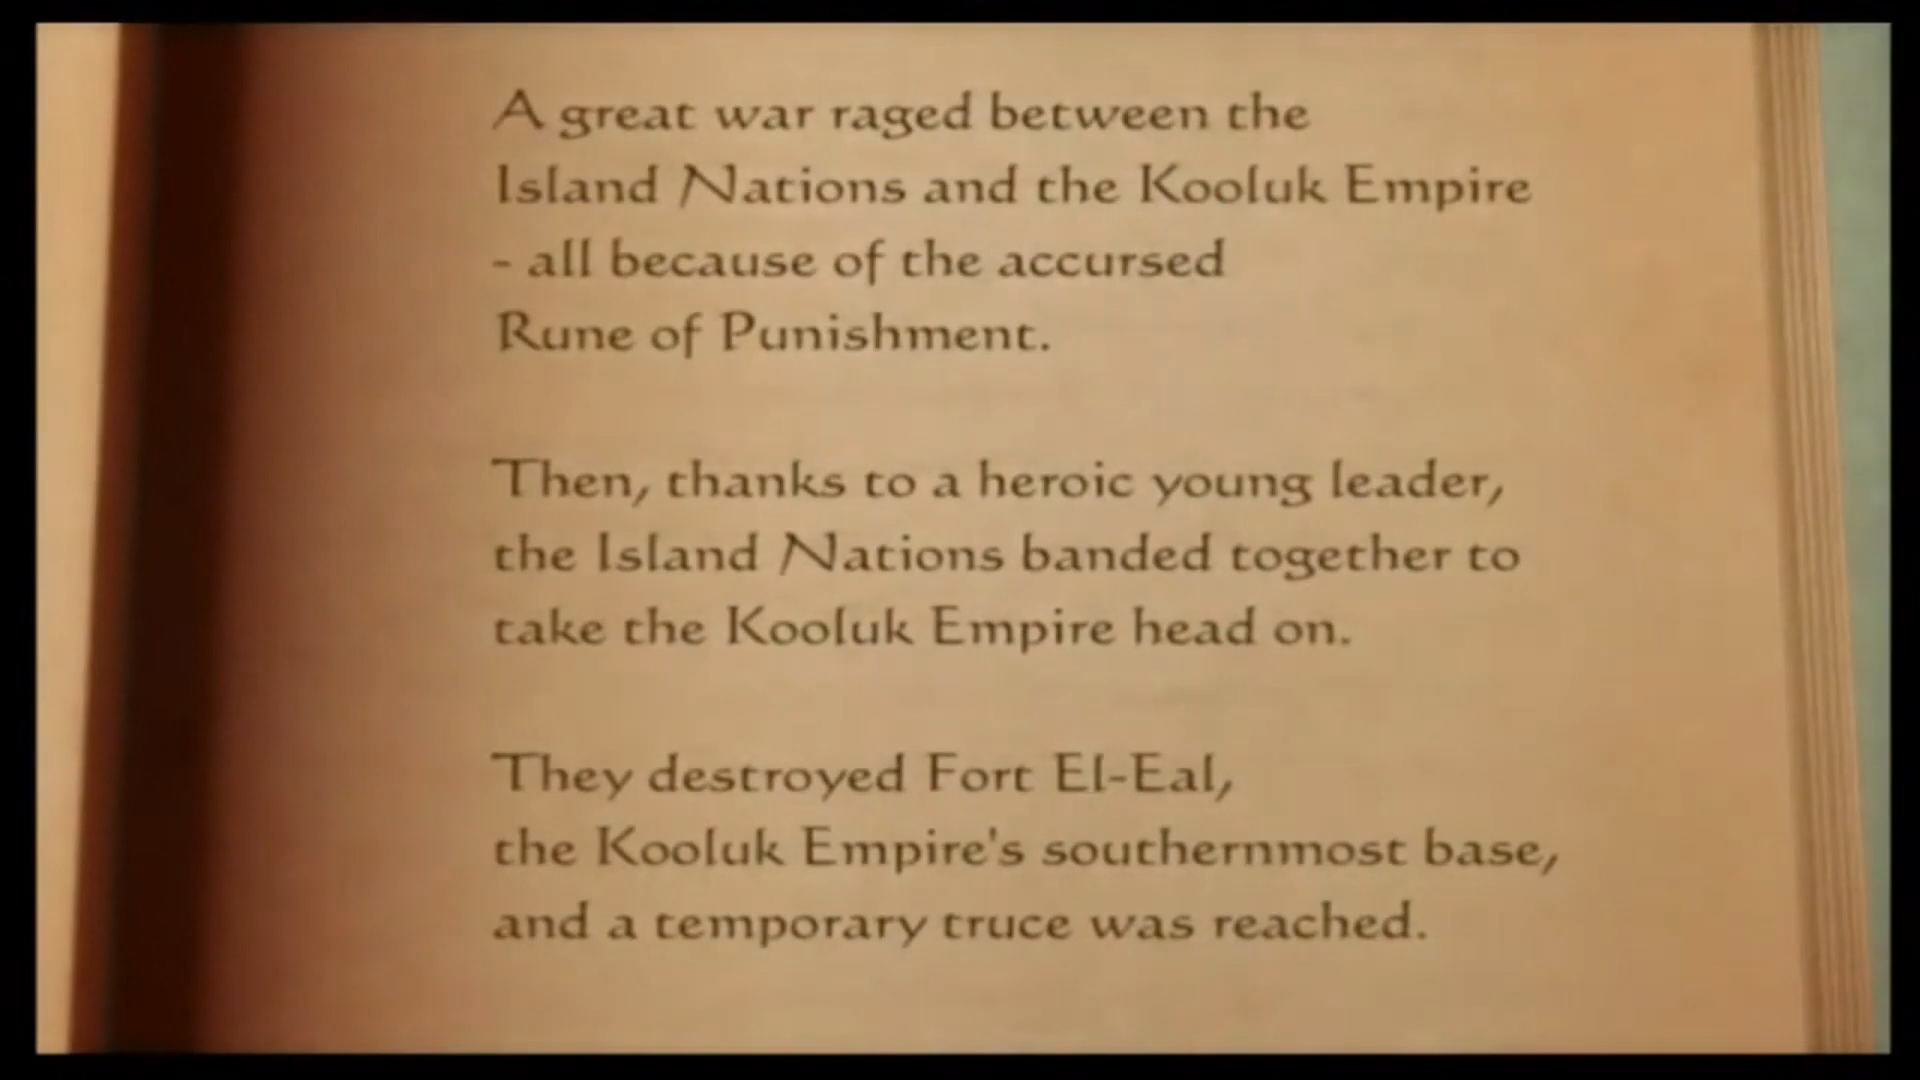 A great war raged between the
Island Nations and the Kooluk Empire
- all because of the accursed
Rune of Punishment.
Then, thanks to a heroic young leader,
the Island Nations banded together to
take the Kooluk Empire head on.
They destroyed Fort El-Eal,
the Kooluk Empire's southernmost base,
and a temporary truce was reached.